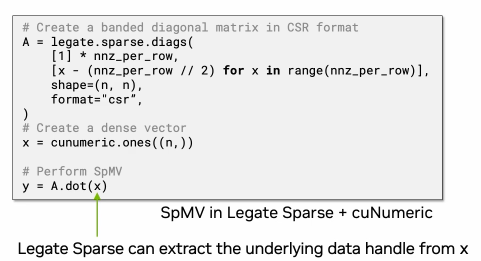 # Create a banded diagonal matrix in CSR format
A = legate.sparse.diags(
    [1] * nnz_per_row,
    [x - (nnz_per_row // 2) for x in range(nnz_per_row)],
    shape=(n, n),
    format="csr”,
)
# Create a dense vector
x = cunumeric.ones((n,))

# Perform SpMV
y = A.dot(x)
SpMV in Legate Sparse + cuNumeric
Legate Sparse can extract the underlying data handle from x